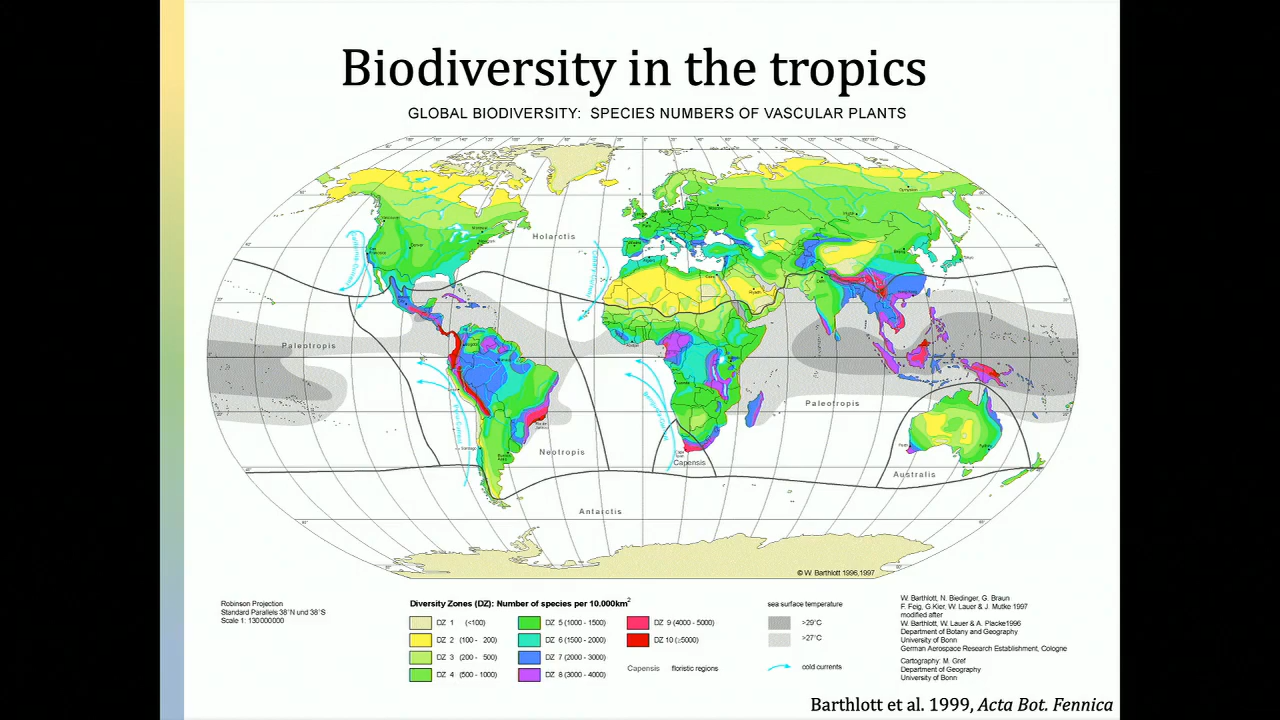 Biodiversity in the tropics
GLOBAL BIODIVERSITY: SPECIES NUMBERS OF VASCULAR PLANTS
Holarctis
Paleotropis
Paleotropis
Neotropis
Capensis
Australis
Antarctis
© W. Barthlott 1996,1997
Robinson Projection
Standard Parallels 38°N und 38°S
Scale 1: 130000000
Diversity Zones (DZ): Number of species per 10.000km²
DZ 1 (<100)
DZ 2 (100 - 200)
DZ 3 (200 - 500)
DZ 4 (500 - 1000)
DZ 5 (1000 - 1500)
DZ 6 (1500 - 2000)
DZ 7 (2000 - 3000)
DZ 8 (3000 - 4000)
DZ 9 (4000 - 5000)
DZ 10 (≥5000)
Capensis floristic regions
sea surface temperature
>29°C
>27°C
cold currents
W. Barthlott, N. Biedinger, G. Braun
F. Feig, G.Kier, W. Lauer & J. Mutke 1997
modified after
W. Barthlott, W. Lauer & A. Placke1996
Department of Botany and Geography
University of Bonn
German Aerospace Research Establishment, Cologne
Cartography: M. Gref
Department of Geography
University of Bonn
Barthlott et al. 1999, Acta Bot. Fennica